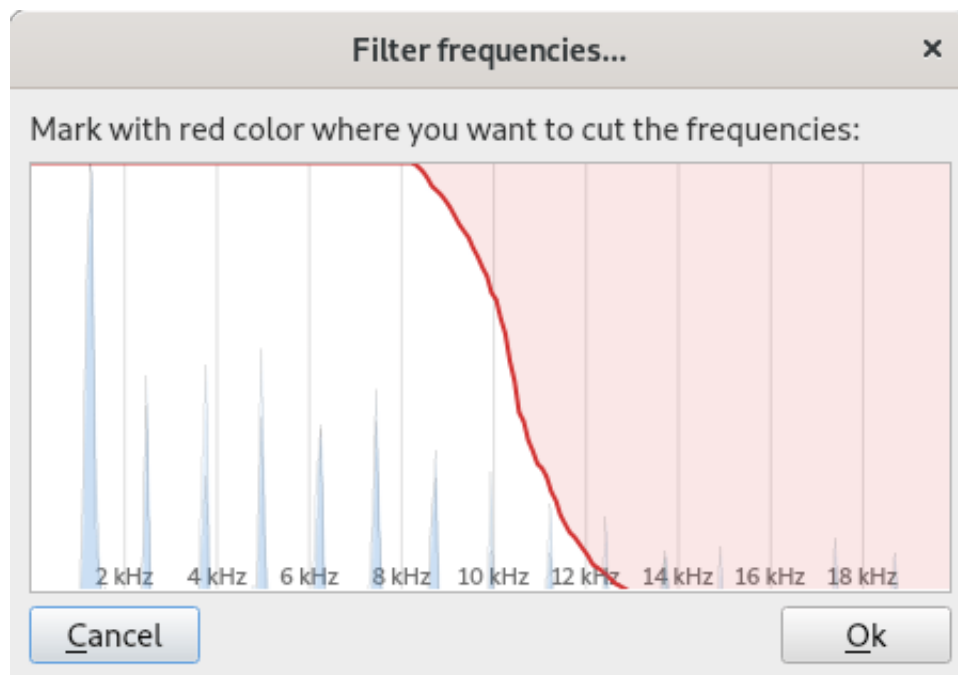 Filter frequencies...
×
Mark with red color where you want to cut the frequencies:
2 kHz 4 kHz 6 kHz 8 kHz 10 kHz 12 kHz 14 kHz 16 kHz 18 kHz
Cancel Ok